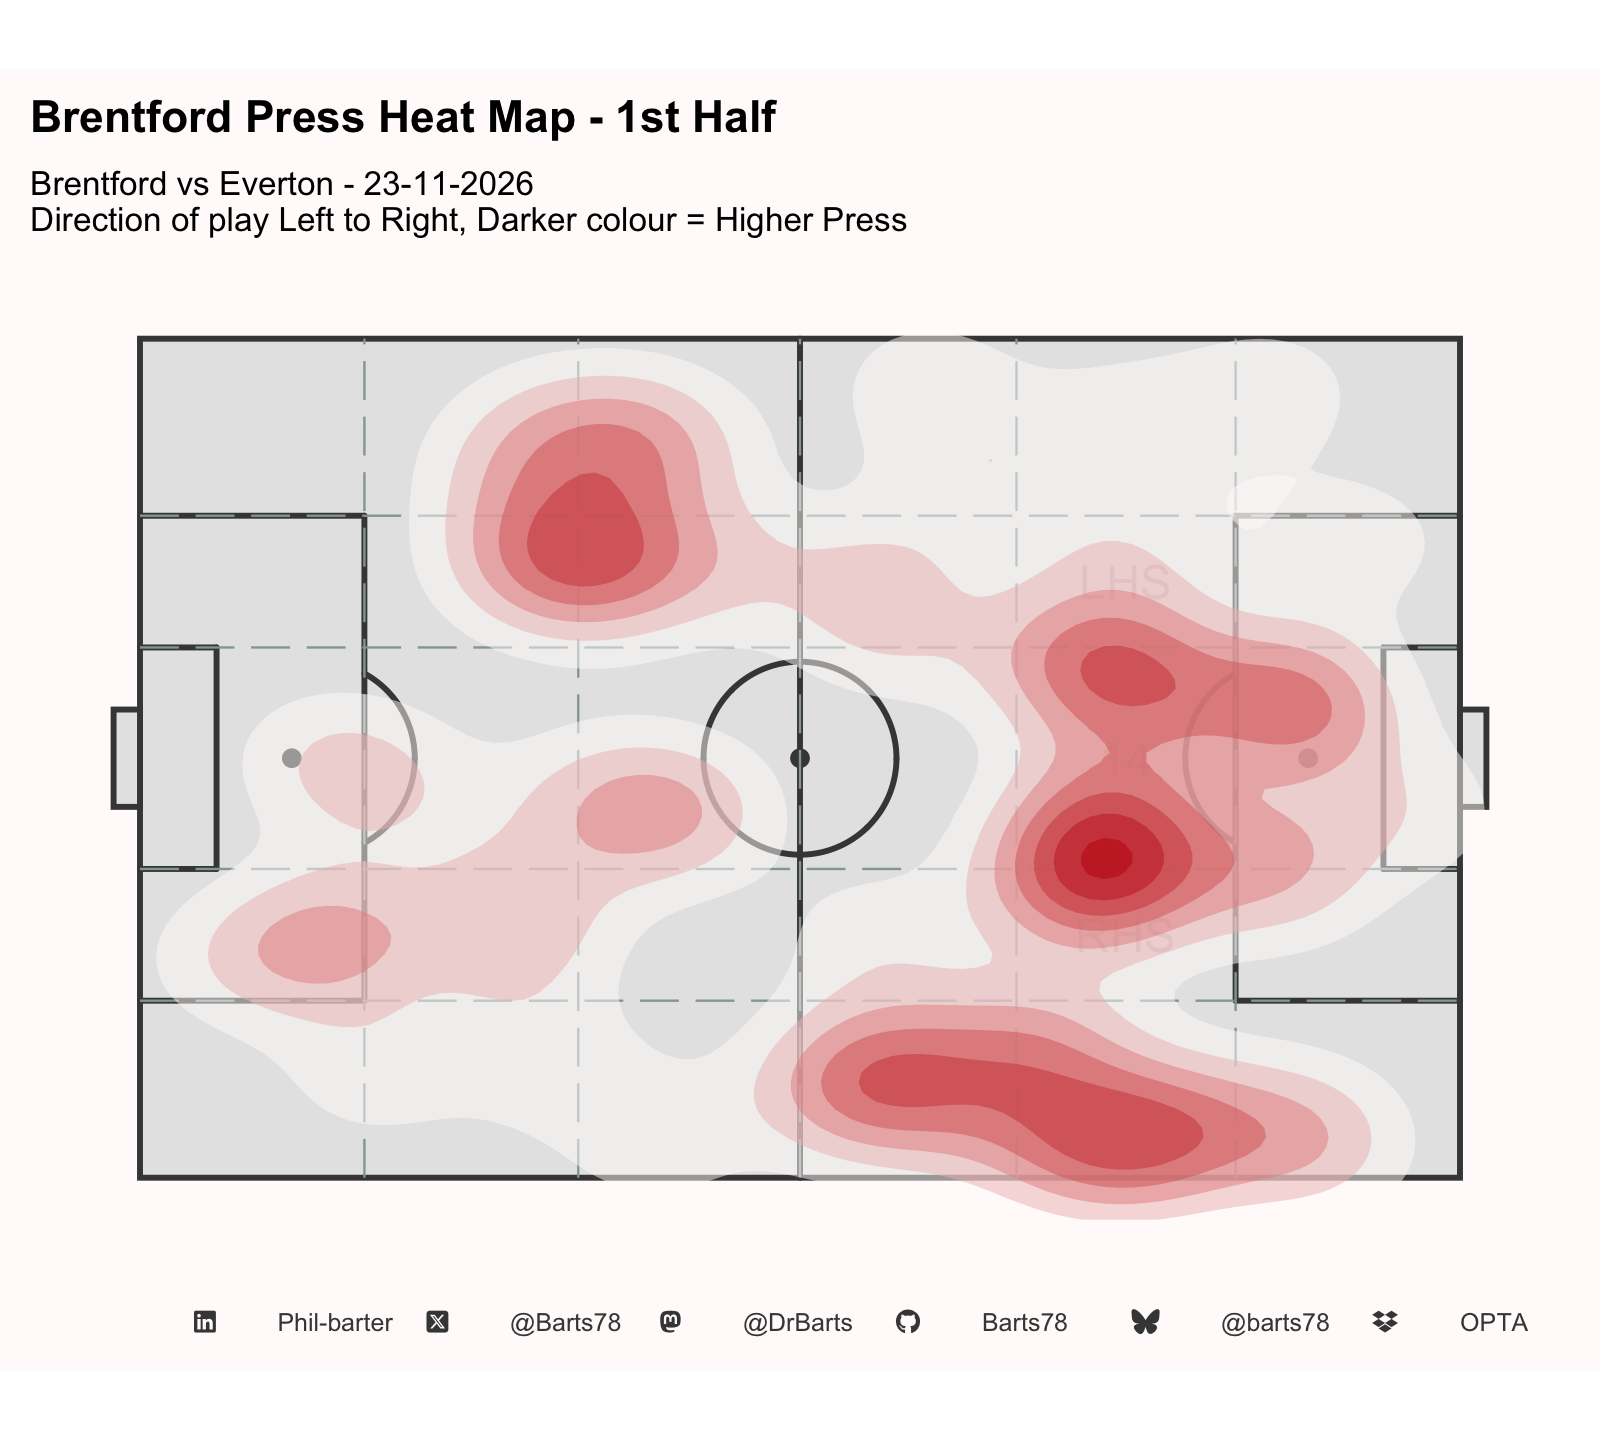 Brentford Press Heat Map - 1st Half
Brentford vs Everton - 23-11-2026
Direction of play Left to Right, Darker colour = Higher Press
LHS
14
RHS
Phil-barter @Barts78 @DrBarts Barts78 @barts78 OPTA